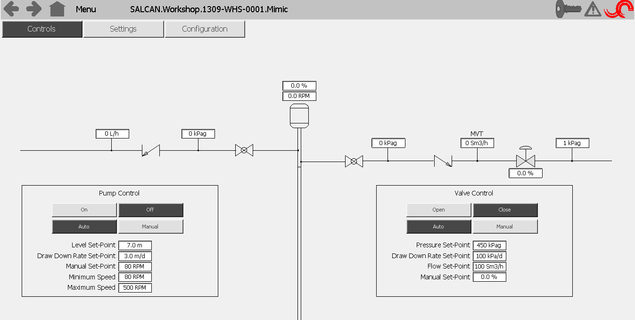 Menu SALCAN.Workshop.1309-WHS-0001.Mimic
Controls Settings Configuration
0.0 %
0.0 RPM
0 L/h 0 kPag
MVT
0 kPag 0 Sm3/h 1 kPag
0.0 %
Pump Control
On Off
Auto Manual
Level Set-Point 7.0 m
Draw Down Rate Set-Point 3.0 m/d
Manual Set-Point 80 RPM
Minimum Speed 80 RPM
Maximum Speed 500 RPM
Valve Control
Open Close
Auto Manual
Pressure Set-Point 450 kPag
Draw Down Rate Set-Point 100 kPa/d
Flow Set-Point 100 Sm3/h
Manual Set-Point 0.0 %